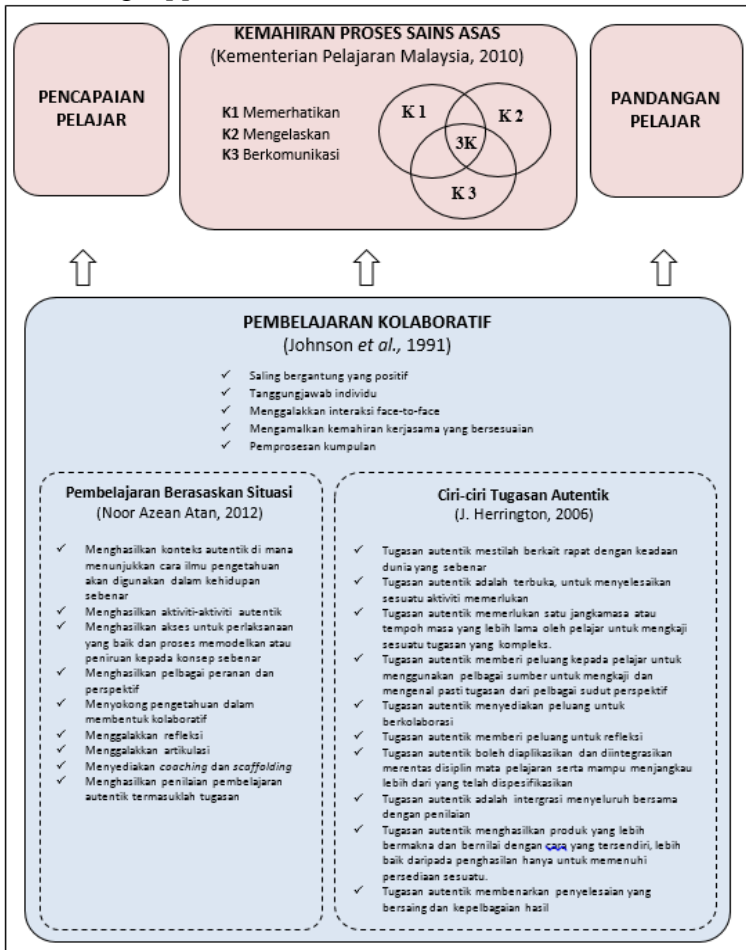 PENCAPAIAN
PELAJAR
KEMAHIRAN PROSES SAINS ASAS
(Kementerian Pelajaran Malaysia, 2010)
K1 Memerhatikan
K2 Mengelaskan
K3 Berkomunikasi
K 1
K 2
3K
K 3
PANDANGAN
PELAJAR
PEMBELAJARAN KOLABORATIF
(Johnson et al., 1991)
✓ Saling bergantung yang positif
✓ Tanggungjawab individu
✓ Menggalakkan interaksi face-to-face
✓ Mengamalkan kemahiran kerjasama yang bersesuaian
✓ Pemprosesan kumpulan
Pembelajaran Berasaskan Situasi
(Noor Azean Atan, 2012)
✓ Menghasilkan konteks autentik di mana
menunjukkan cara ilmu pengetahuan
akan digunakan dalam kehidupan
sebenar
✓ Menghasilkan aktiviti-aktiviti autentik
✓ Menghasilkan akses untuk perlaksanaan
yang baik dan proses memodelkan atau
peniruan kepada konsep sebenar
✓ Menghasilkan pelbagai peranan dan
perspektif
✓ Menyokong pengetahuan dalam
membentuk kolaboratif
✓ Menggalakkan refleksi
✓ Menggalakkan artikulasi
✓ Menyediakan coaching dan scaffolding
✓ Menghasilkan penilaian pembelajaran
autentik termasuklah tugasan
Ciri-ciri Tugasan Autentik
(J. Herrington, 2006)
✓ Tugasan autentik mestilah berkait rapat dengan keadaan
dunia yang sebenar
✓ Tugasan autentik adalah terbuka, untuk menyelesaikan
sesuatu aktiviti memerlukan
✓ Tugasan autentik memerlukan satu jangkamasa atau
tempoh masa yang lebih lama oleh pelajar untuk mengkaji
sesuatu tugasan yang kompleks.
✓ Tugasan autentik memberi peluang kepada pelajar untuk
menggunakan pelbagai sumber untuk mengkaji dan
mengenal pasti tugasan dari pelbagai sudut perspektif
✓ Tugasan autentik menyediakan peluang untuk
berkolaborasi
✓ Tugasan autentik memberi peluang untuk refleksi
✓ Tugasan autentik boleh diaplikasikan dan diintegrasikan
merentas disiplin mata pelajaran serta mampu menjangkau
lebih dari yang telah dispesifikasikan
✓ Tugasan autentik adalah intergrasi menyeluruh bersama
dengan penilaian
✓ Tugasan autentik menghasilkan produk yang lebih
bermakna dan bernilai dengan cara yang tersendiri, lebih
baik daripada penghasilan hanya untuk memenuhi
persediaan sesuatu.
✓ Tugasan autentik membenarkan penyelesaian yang
bersaing dan kepelbagaian hasil